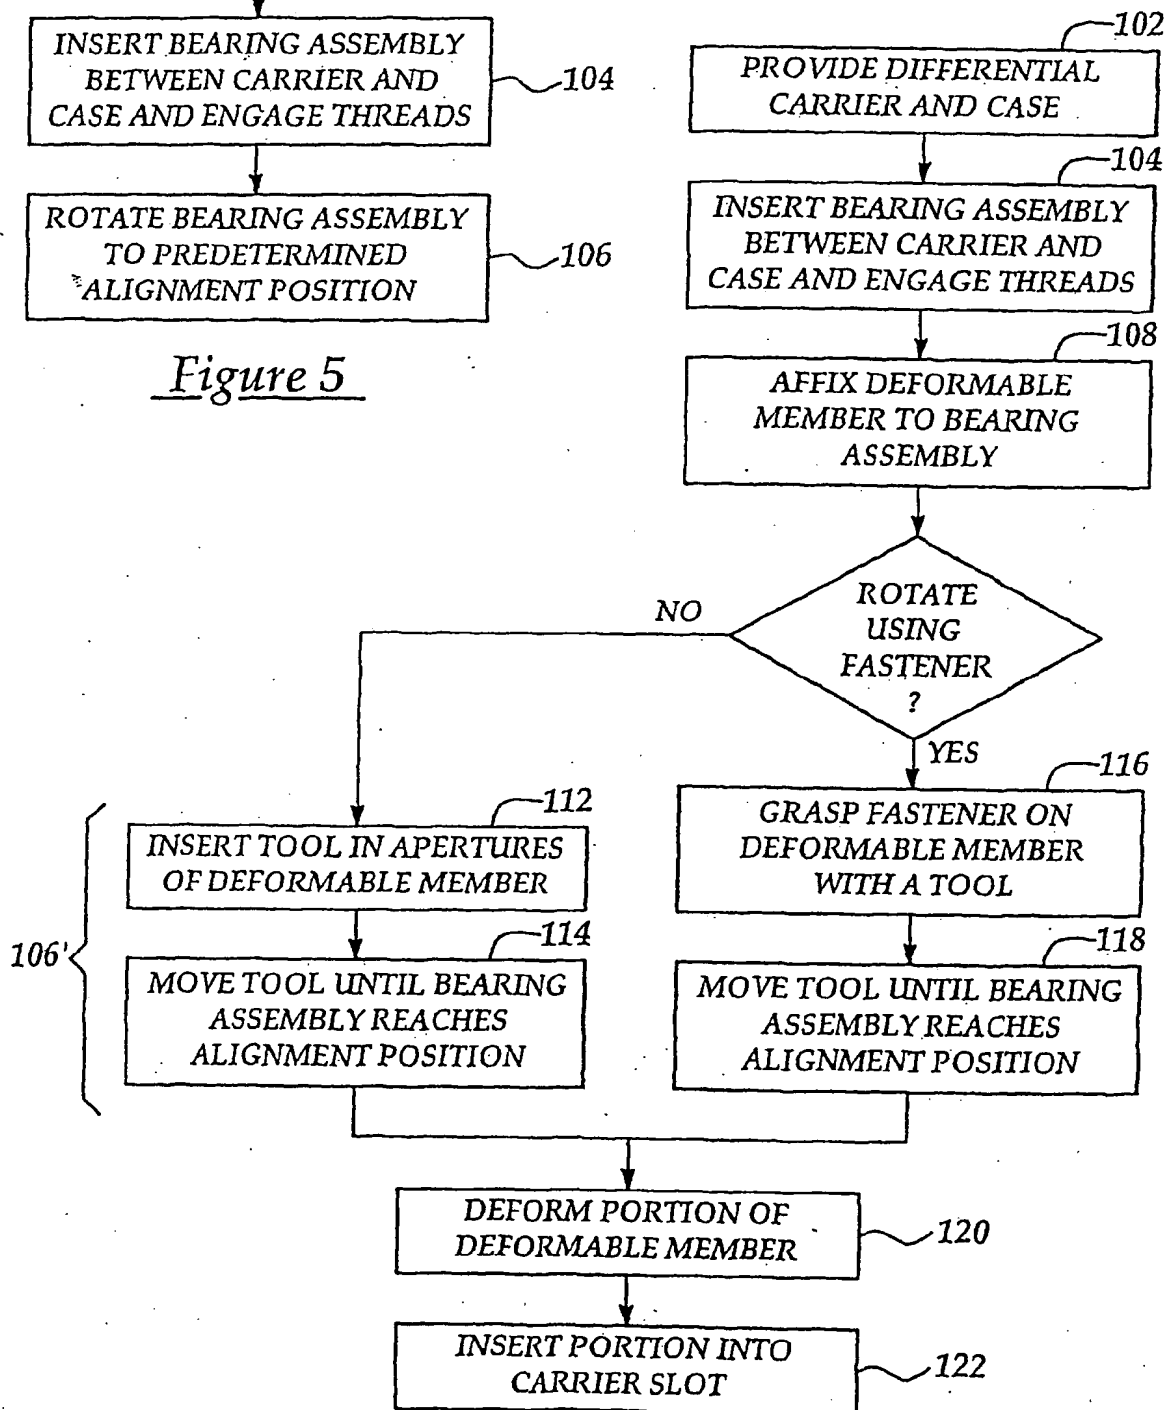 INSERT BEARING ASSEMBLY
BETWEEN CARRIER AND
CASE AND ENGAGE THREADS
104
ROTATE BEARING ASSEMBLY
TO PREDETERMINED
ALIGNMENT POSITION
106
Figure 5
102
PROVIDE DIFFERENTIAL
CARRIER AND CASE
104
INSERT BEARING ASSEMBLY
BETWEEN CARRIER AND
CASE AND ENGAGE THREADS
108
AFFIX DEFORMABLE
MEMBER TO BEARING
ASSEMBLY
ROTATE
USING
FASTENER
?
NO
YES
112
INSERT TOOL IN APERTURES
OF DEFORMABLE MEMBER
116
GRASP FASTENER ON
DEFORMABLE MEMBER
WITH A TOOL
106'
114
MOVE TOOL UNTIL BEARING
ASSEMBLY REACHES
ALIGNMENT POSITION
118
MOVE TOOL UNTIL BEARING
ASSEMBLY REACHES
ALIGNMENT POSITION
DEFORM PORTION OF
DEFORMABLE MEMBER
120
INSERT PORTION INTO
CARRIER SLOT
122